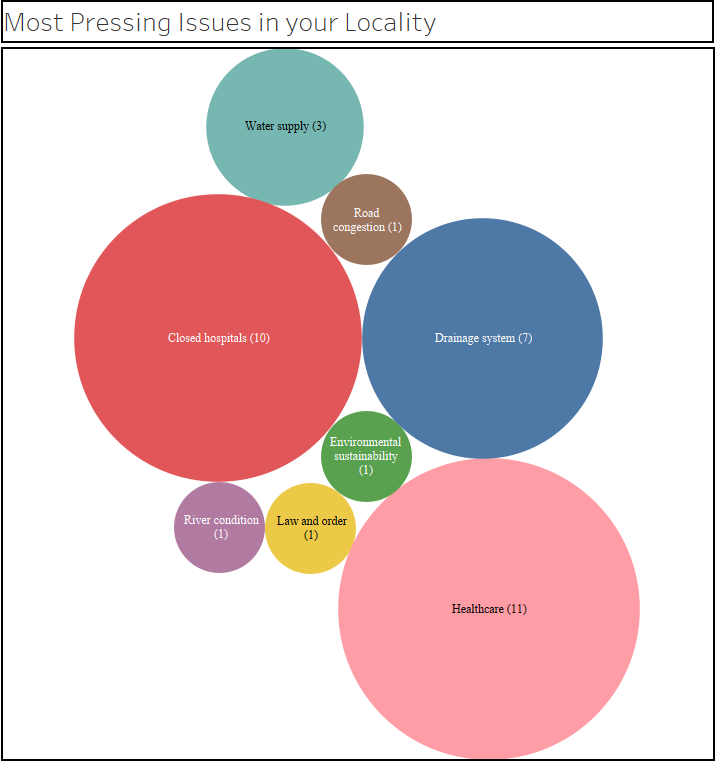 Most Pressing Issues in your Locality
Water supply (3)
Road
congestion (1)
Closed hospitals (10)
Drainage system (7)
Environmental
sustainability
(1)
River condition
(1)
Law and order
(1)
Healthcare (11)